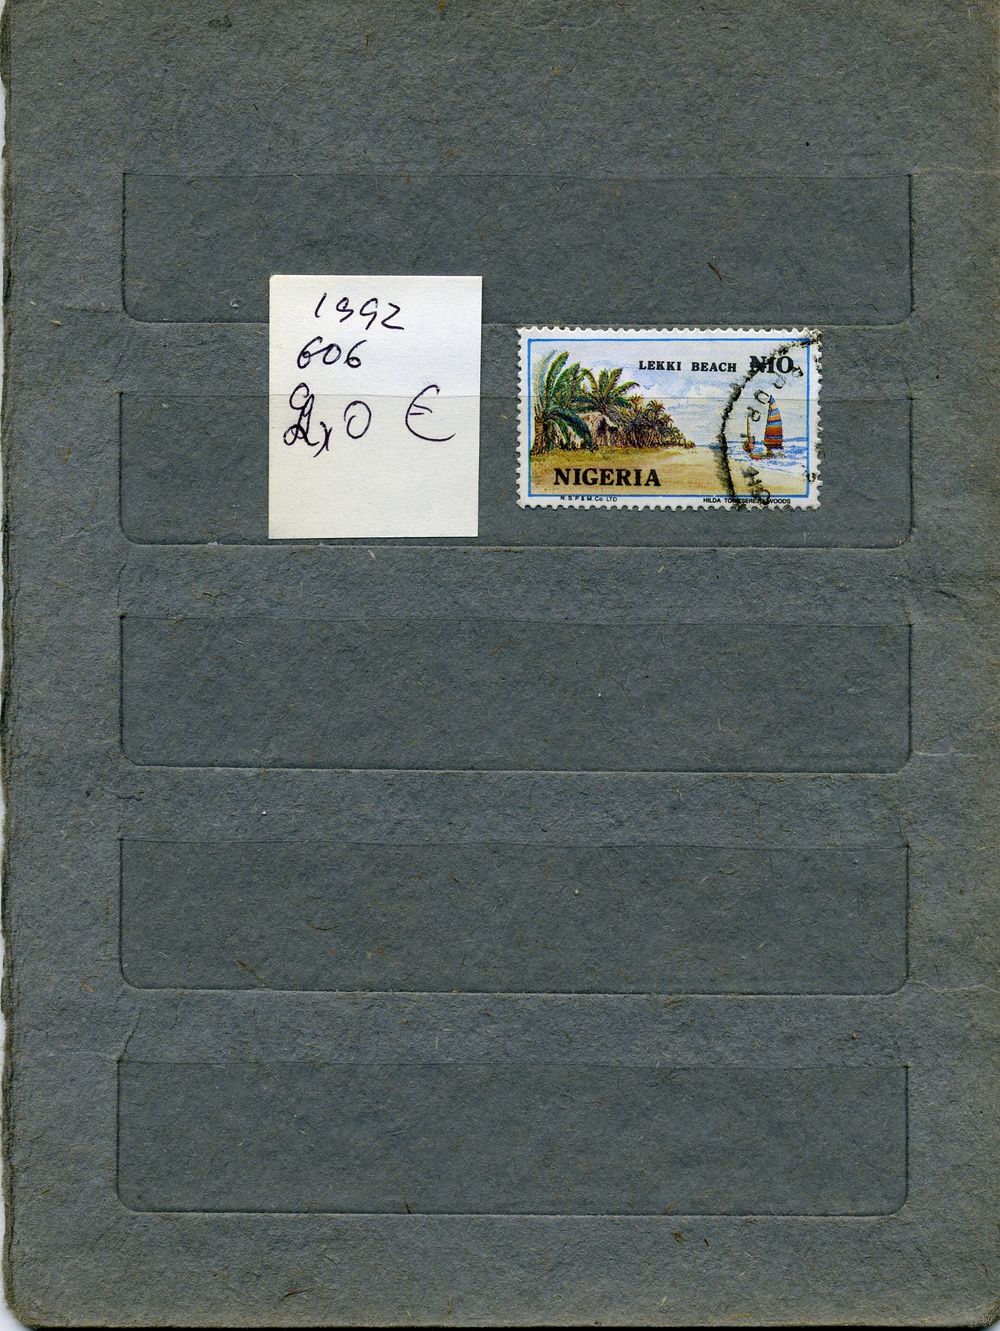 1992
606
2,0 €
LEKKI BEACH N10
NIGERIA
N.S.P & M.Co. LTD
HILDA WOODS